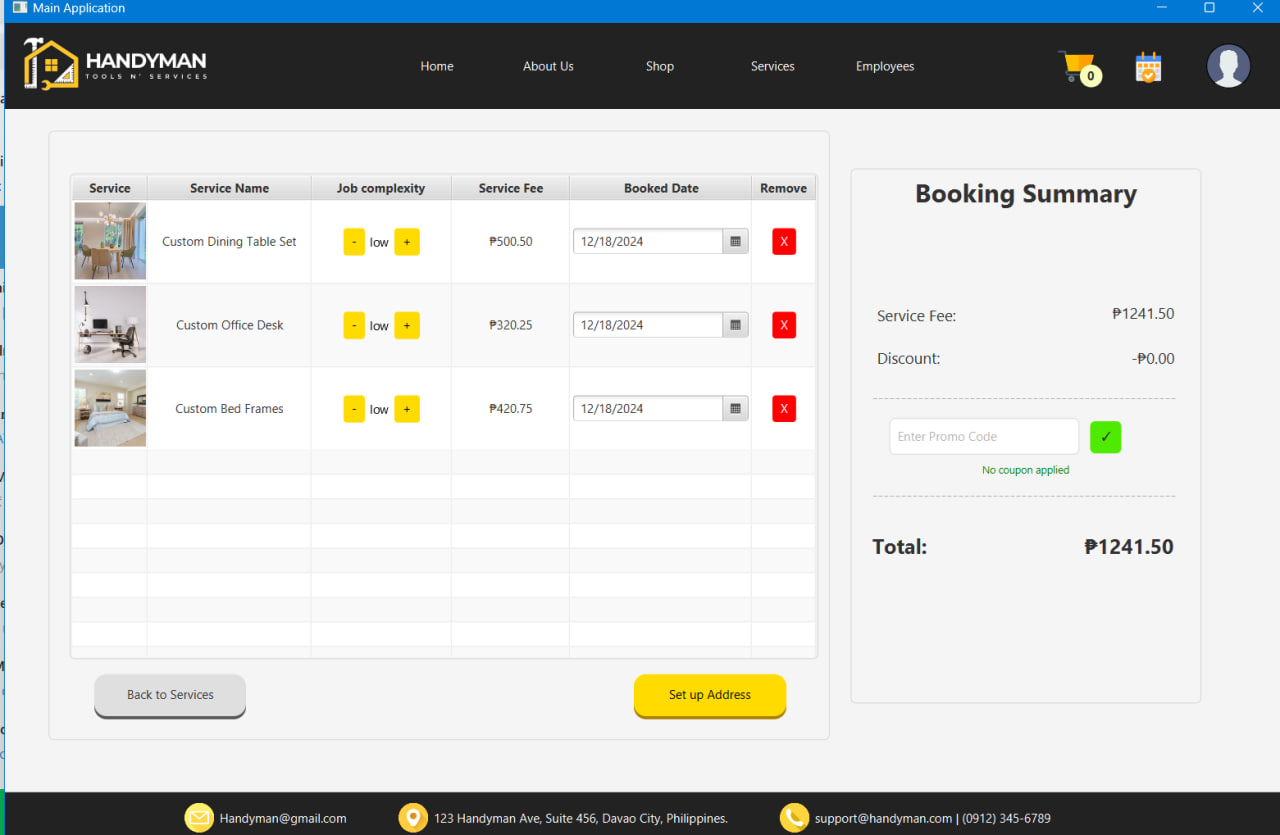 Main Application
HANDYMAN
TOOLS N' SERVICES
Home
About Us
Shop
Services
Employees
0
Service
Service Name
Job complexity
Service Fee
Booked Date
Remove
Custom Dining Table Set
- low +
₱500.50
12/18/2024
X
Custom Office Desk
- low +
₱320.25
12/18/2024
X
Custom Bed Frames
- low +
₱420.75
12/18/2024
X
Back to Services
Set up Address
Booking Summary
Service Fee: ₱1241.50
Discount: -₱0.00
Enter Promo Code ✓
No coupon applied
Total: ₱1241.50
Handyman@gmail.com
123 Handyman Ave, Suite 456, Davao City, Philippines.
support@handyman.com | (0912) 345-6789